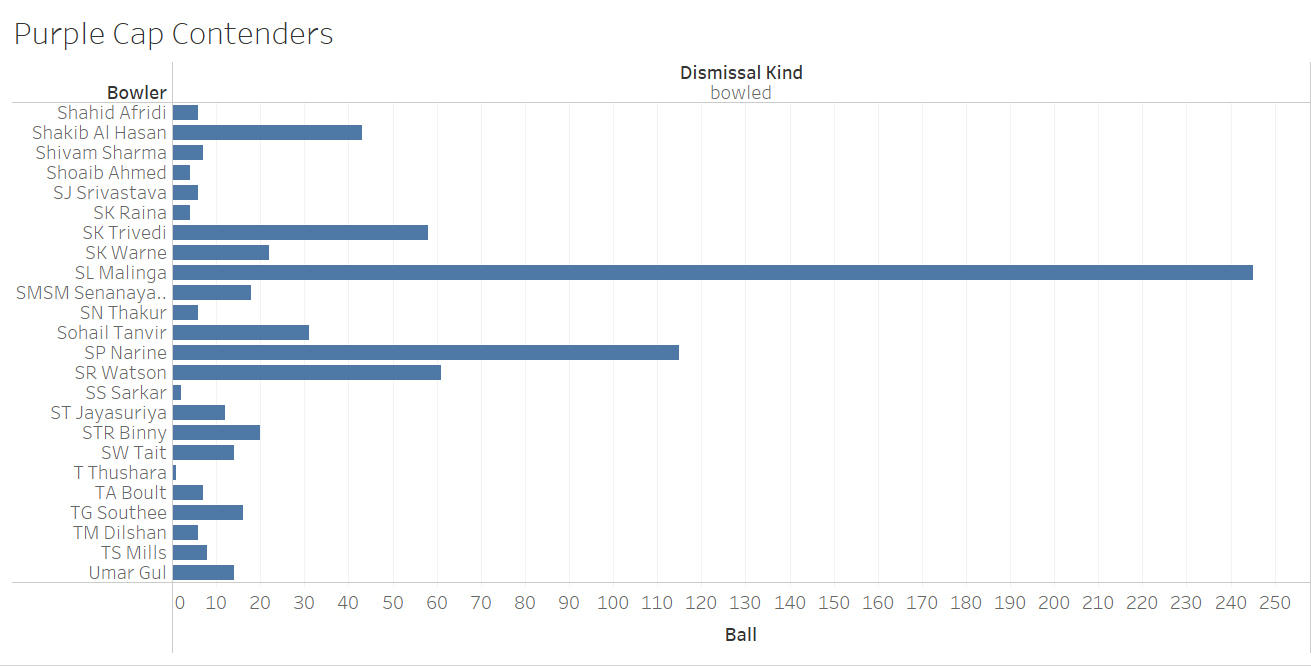 Purple Cap Contenders
Dismissal Kind
Bowler bowled
Shahid Afridi
Shakib Al Hasan
Shivam Sharma
Shoaib Ahmed
SJ Srivastava
SK Raina
SK Trivedi
SK Warne
SL Malinga
SMSM Senanaya..
SN Thakur
Sohail Tanvir
SP Narine
SR Watson
SS Sarkar
ST Jayasuriya
STR Binny
SW Tait
T Thushara
TA Boult
TG Southee
TM Dilshan
TS Mills
Umar Gul
0 10 20 30 40 50 60 70 80 90 100 110 120 130 140 150 160 170 180 190 200 210 220 230 240 250
Ball